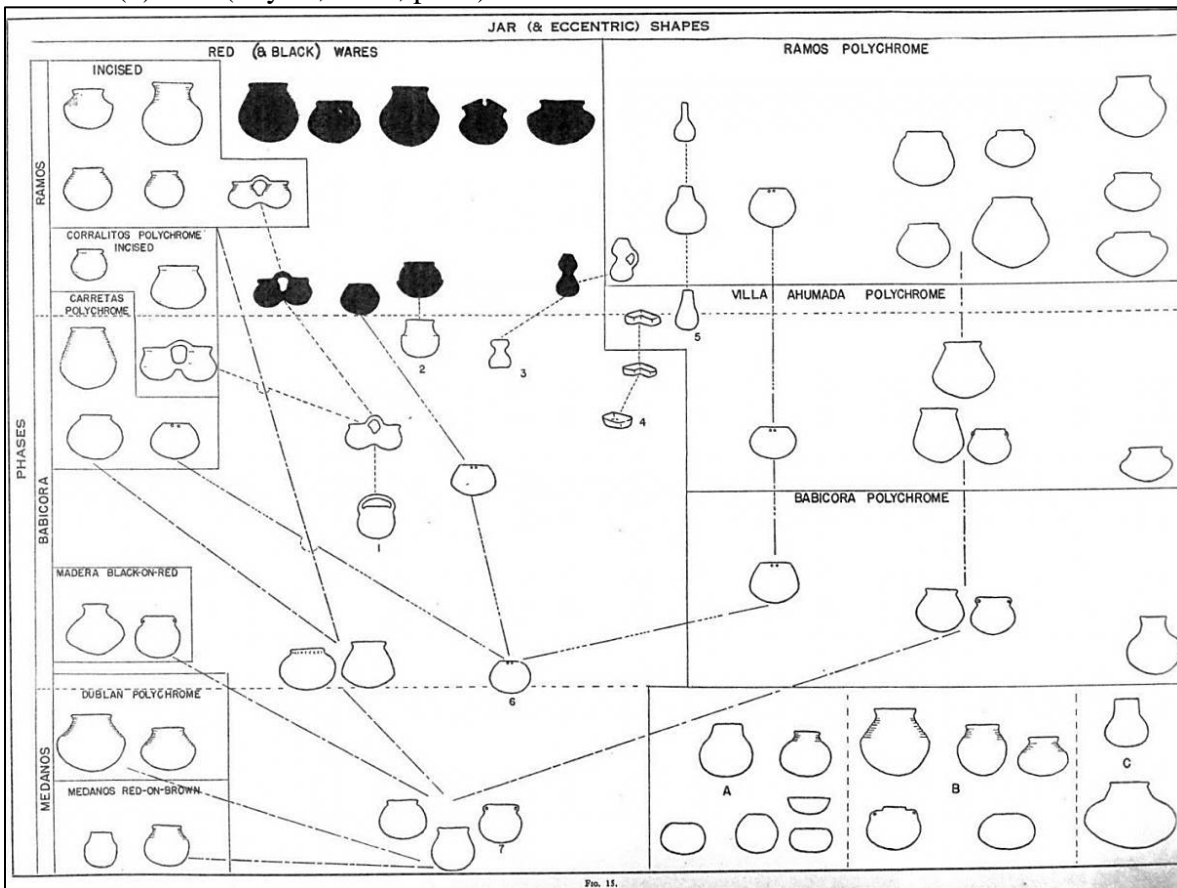 JAR (& ECCENTRIC) SHAPES
RED (& BLACK) WARES
RAMOS POLYCHROME
INCISED
RAMOS
CORRALITOS POLYCHROME
INCISED
CARRETAS
POLYCHROME
VILLA AHUMADA POLYCHROME
2
3
4
5
PHASES
BABICORA
1
BABICORA POLYCHROME
MADERA BLACK-ON-RED
6
DUBLAN POLYCHROME
MEDANOS
A
B
C
MEDANOS RED-ON-BROWN
7
FIG. 15.